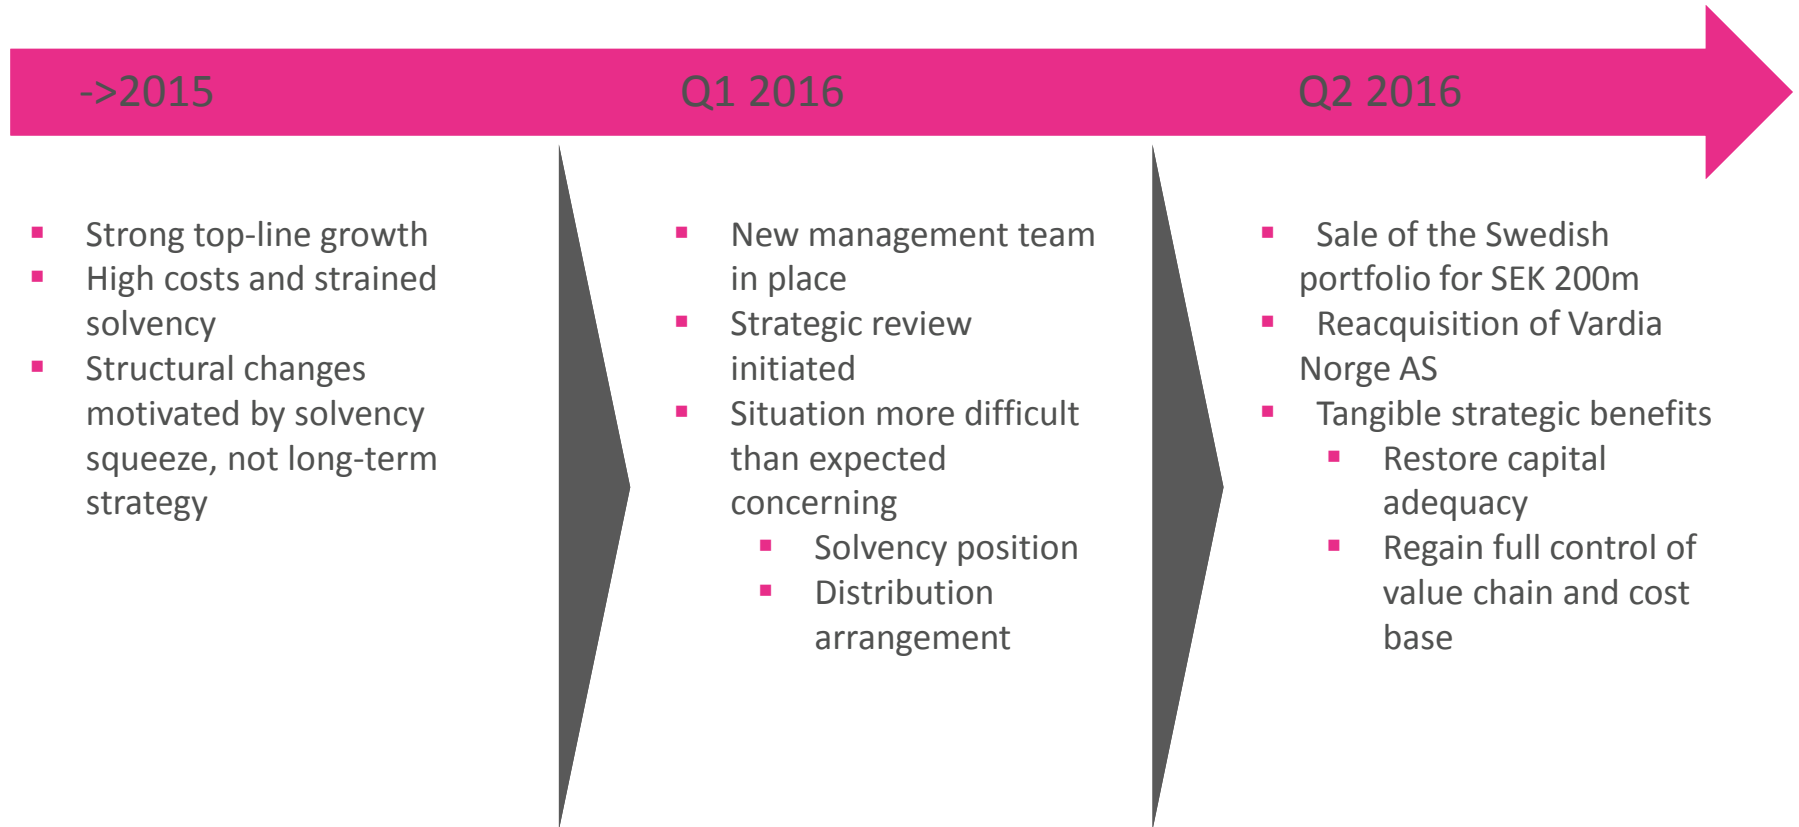 ->2015
Q1 2016
Q2 2016
▪ Strong top-line growth
▪ High costs and strained
solvency
▪ Structural changes
motivated by solvency
squeeze, not long-term
strategy
▪ New management team
in place
▪ Strategic review
initiated
▪ Situation more difficult
than expected
concerning
▪ Solvency position
▪ Distribution
arrangement
▪ Sale of the Swedish
portfolio for SEK 200m
▪ Reacquisition of Vardia
Norge AS
▪ Tangible strategic benefits
▪ Restore capital
adequacy
▪ Regain full control of
value chain and cost
base